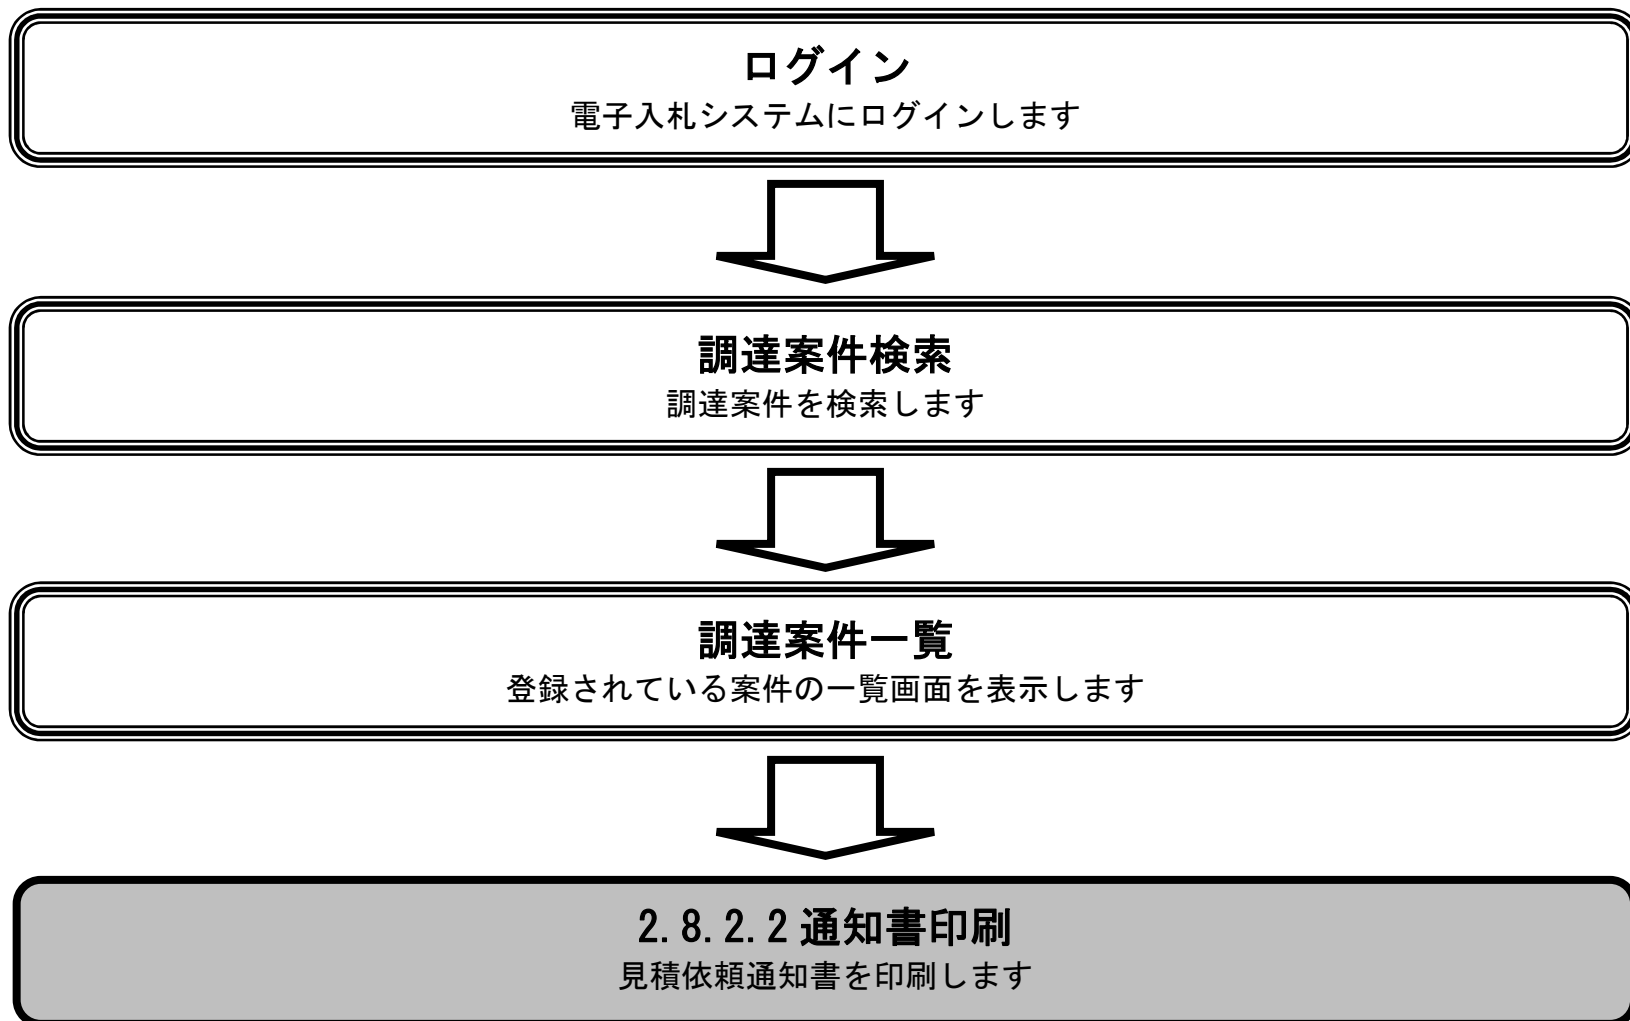 ログイン
電子入札システムにログインします
調達案件検索
調達案件を検索します
調達案件一覧
登録されている案件の一覧画面を表示します
2.8.2.2 通知書印刷
見積依頼通知書を印刷します